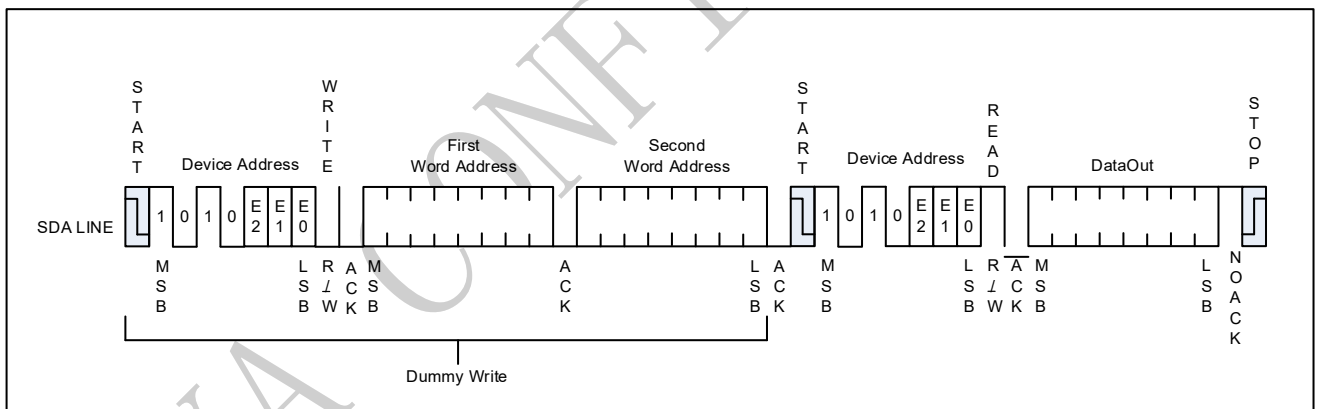 START
WRITE
START
READ
STOP
Device Address
First
Word Address
Second
Word Address
Device Address
DataOut
SDA LINE
1 0 1 0 E2 E1 E0
1 0 1 0 E2 E1 E0
MSB
LSB
R/W
ACK
MSB
ACK
LSB
ACK
MSB
LSB
R/W
ACK
MSB
LSB
NOACK
Dummy Write